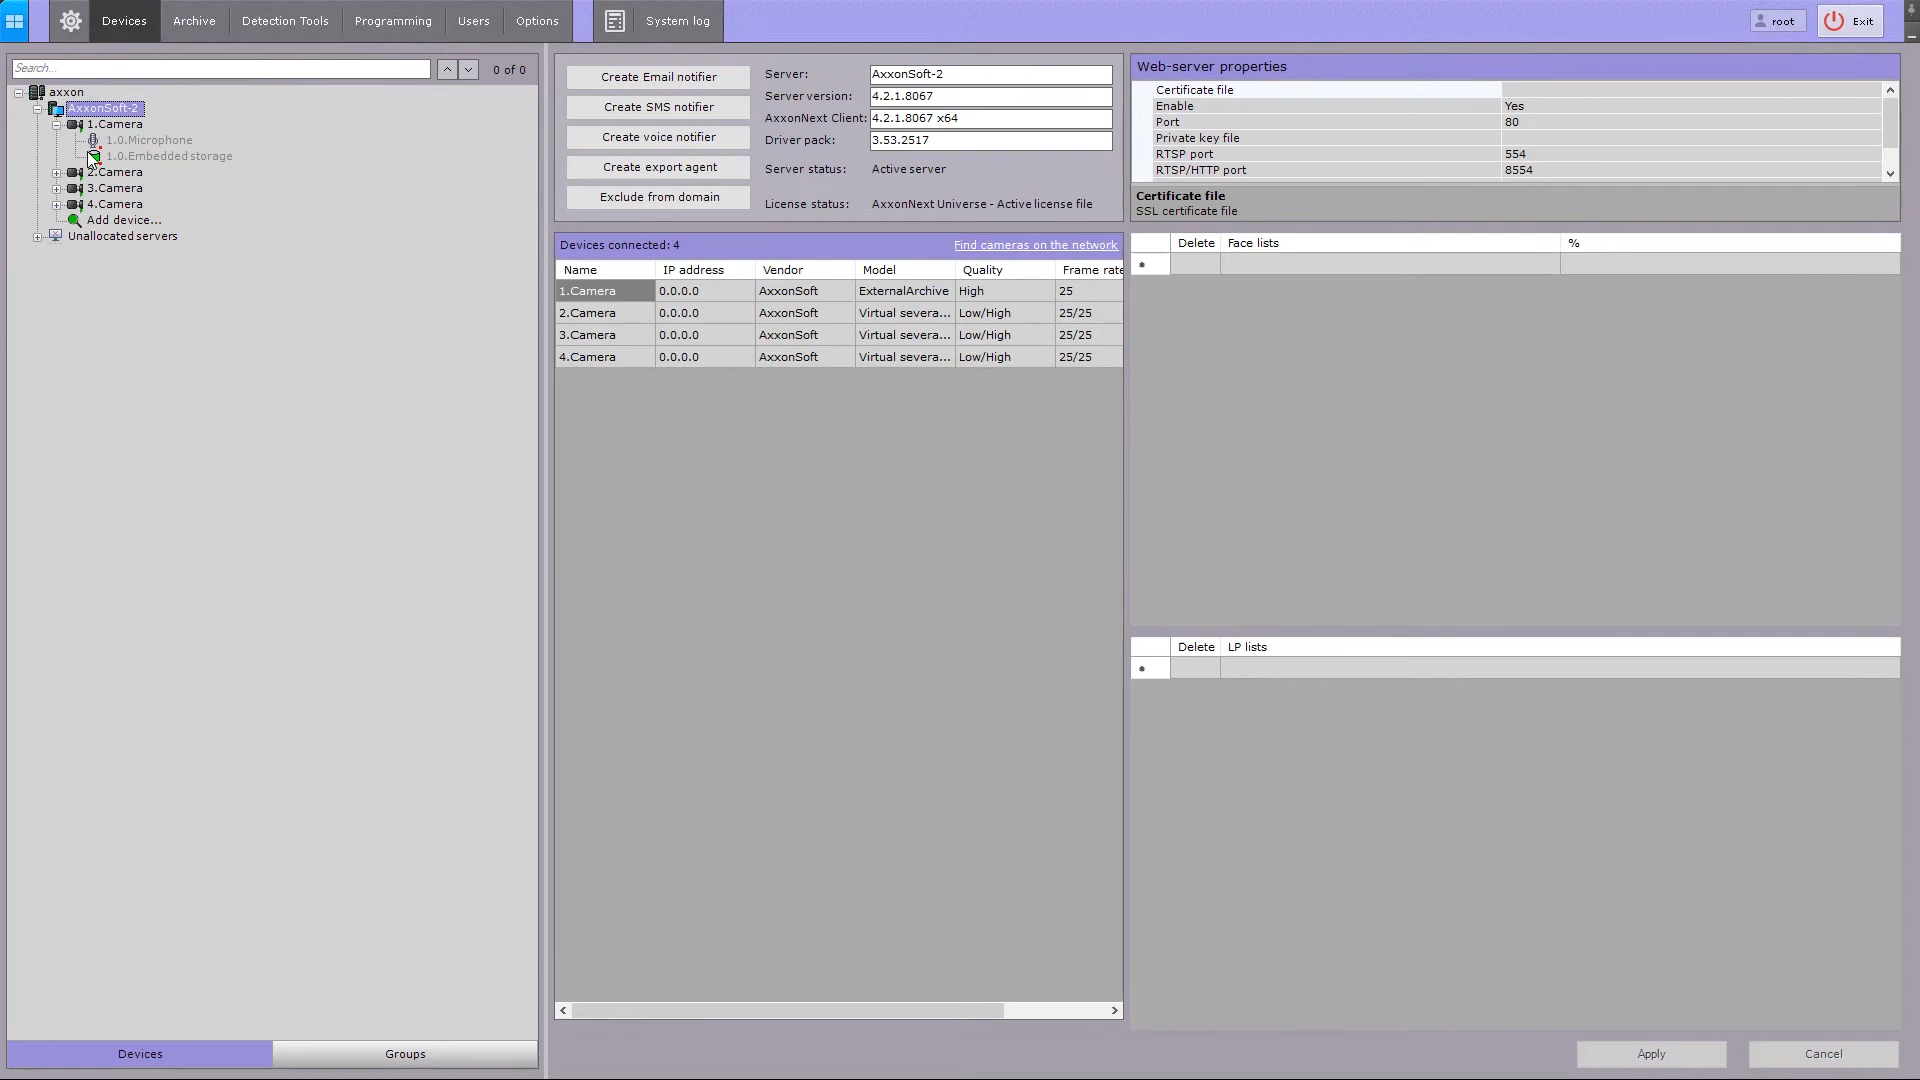 Devices
Archive
Detection Tools
Programming
Users
Options
System log
root
Exit
Search...
0 of 0
axxon
AxxonSoft-2
1.Camera
1.0.Microphone
1.0.Embedded storage
2.Camera
3.Camera
4.Camera
Add device...
Unallocated servers
Devices
Groups
Create Email notifier
Create SMS notifier
Create voice notifier
Create export agent
Exclude from domain
Server: AxxonSoft-2
Server version: 4.2.1.8067
AxxonNext Client: 4.2.1.8067 x64
Driver pack: 3.53.2517
Server status: Active server
License status: AxxonNext Universe - Active license file
Devices connected: 4 Find cameras on the network
Name IP address Vendor Model Quality Frame rate
1.Camera 0.0.0.0 AxxonSoft ExternalArchive High 25
2.Camera 0.0.0.0 AxxonSoft Virtual severa... Low/High 25/25
3.Camera 0.0.0.0 AxxonSoft Virtual severa... Low/High 25/25
4.Camera 0.0.0.0 AxxonSoft Virtual severa... Low/High 25/25
Web-server properties
Certificate file
Enable Yes
Port 80
Private key file
RTSP port 554
RTSP/HTTP port 8554
Certificate file
SSL certificate file
Delete Face lists %
Delete LP lists
Apply
Cancel